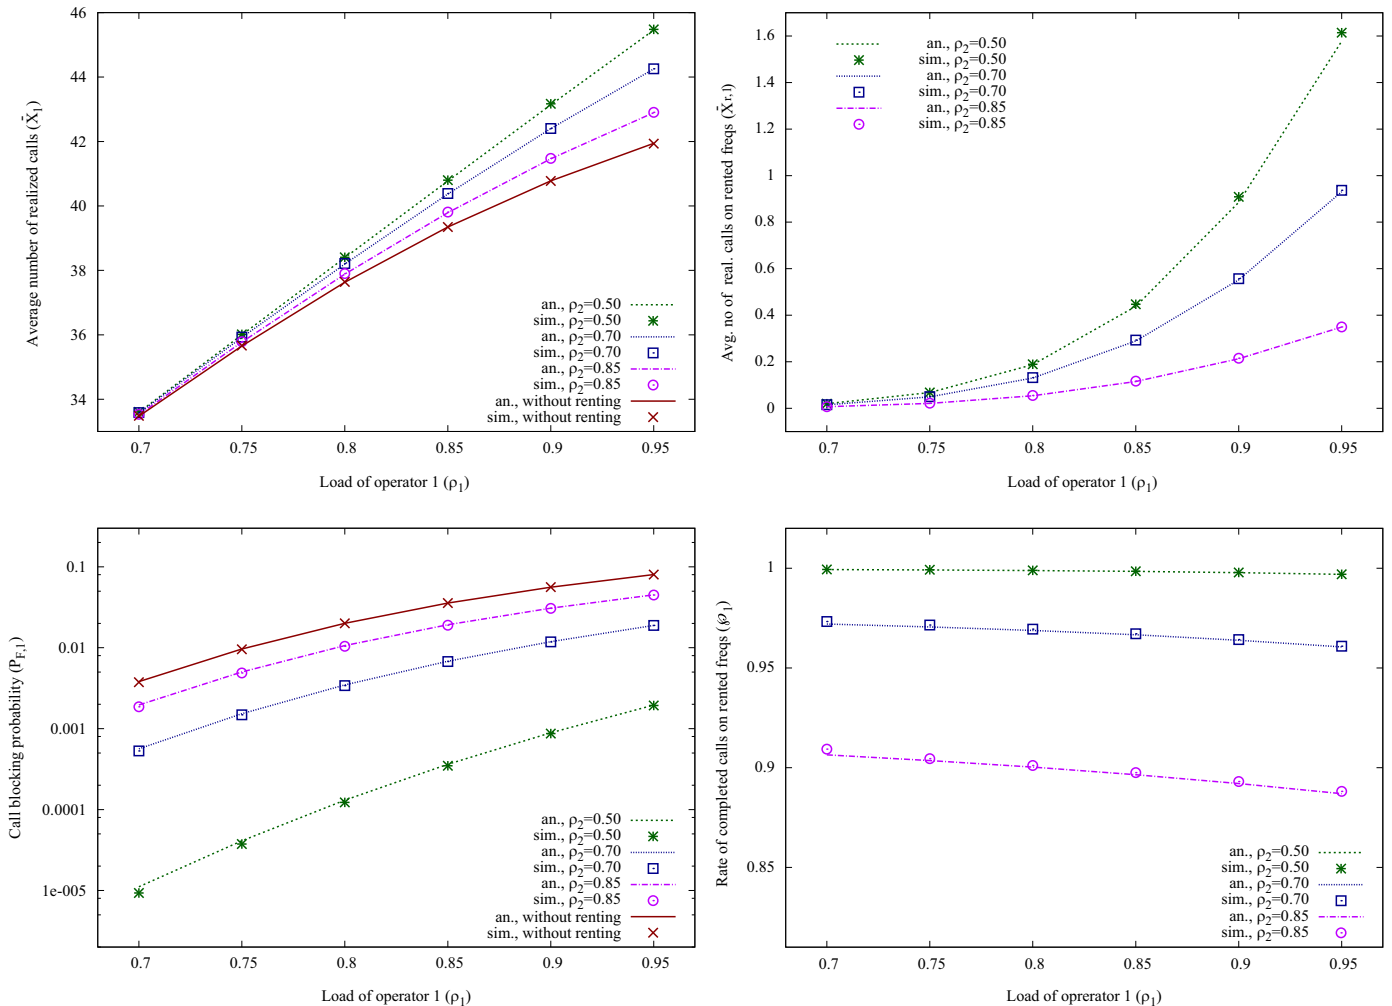 46
44
42
40
38
36
34
Average number of realized calls (X̄1)
an., ρ2=0.50
sim., ρ2=0.50
an., ρ2=0.70
sim., ρ2=0.70
an., ρ2=0.85
sim., ρ2=0.85
an., without renting
sim., without renting
0.7 0.75 0.8 0.85 0.9 0.95
Load of operator 1 (ρ1)
1.6
1.4
1.2
1
0.8
0.6
0.4
0.2
0
Avg. no of real. calls on rented freqs (X̄r,1)
an., ρ2=0.50
sim., ρ2=0.50
an., ρ2=0.70
sim., ρ2=0.70
an., ρ2=0.85
sim., ρ2=0.85
0.7 0.75 0.8 0.85 0.9 0.95
Load of operator 1 (ρ1)
0.1
0.01
0.001
0.0001
1e-005
Call blocking probability (PF,1)
an., ρ2=0.50
sim., ρ2=0.50
an., ρ2=0.70
sim., ρ2=0.70
an., ρ2=0.85
sim., ρ2=0.85
an., without renting
sim., without renting
0.7 0.75 0.8 0.85 0.9 0.95
Load of operator 1 (ρ1)
1
0.95
0.9
0.85
Rate of completed calls on rented freqs (℘1)
an., ρ2=0.50
sim., ρ2=0.50
an., ρ2=0.70
sim., ρ2=0.70
an., ρ2=0.85
sim., ρ2=0.85
0.7 0.75 0.8 0.85 0.9 0.95
Load of oprerator 1 (ρ1)